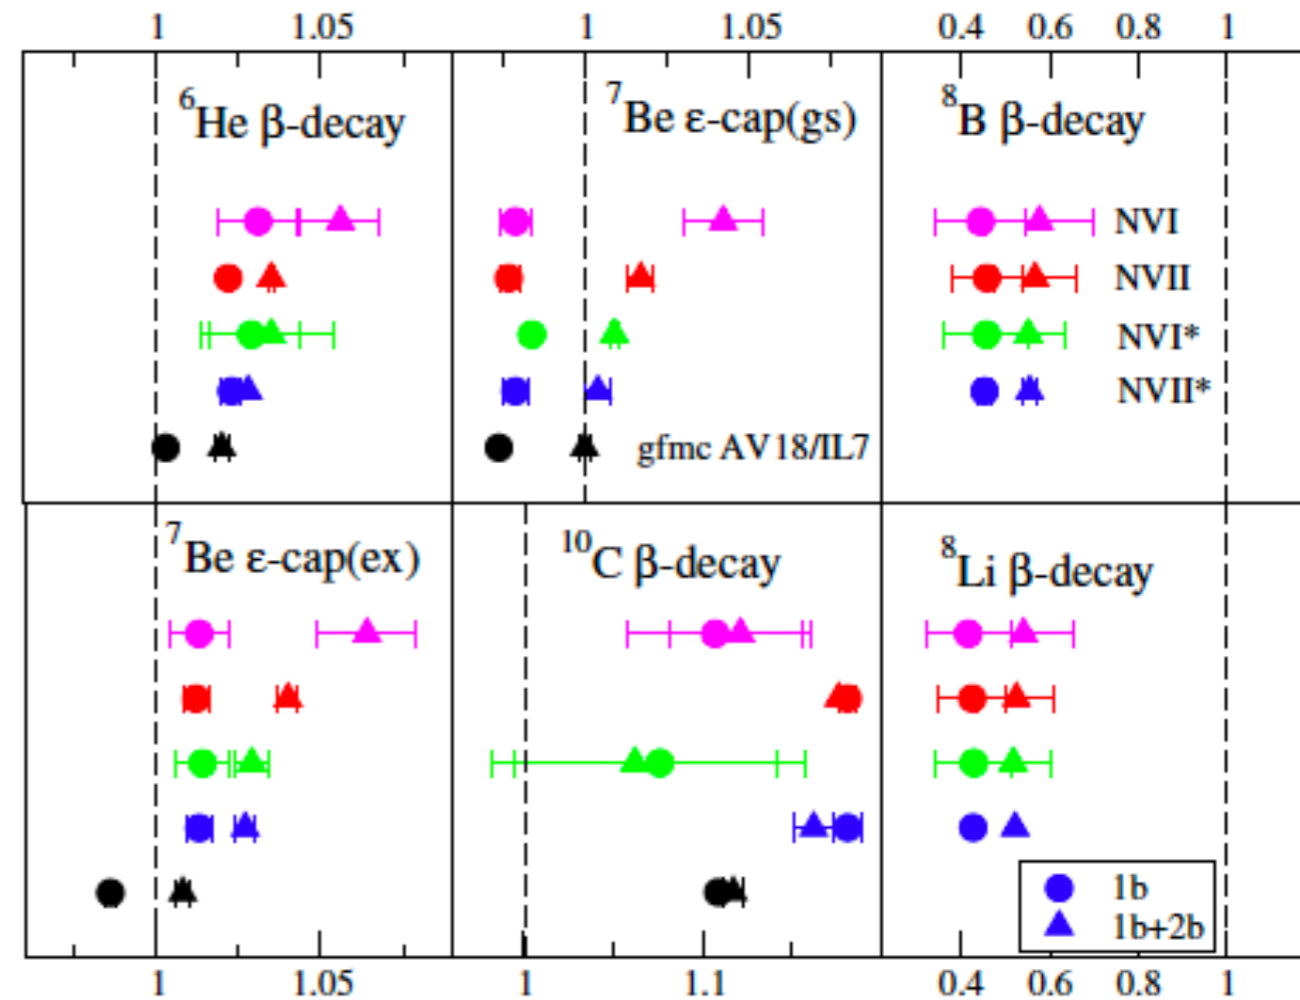 1 1.05 1 1.05 0.4 0.6 0.8 1
⁶He β-decay
⁷Be ε-cap(gs)
⁸B β-decay
NVI
NVII
NVI*
NVII*
gfmc AV18/IL7
⁷Be ε-cap(ex)
¹⁰C β-decay
⁸Li β-decay
1b
1b+2b
1 1.05 1 1.1 0.4 0.6 0.8 1